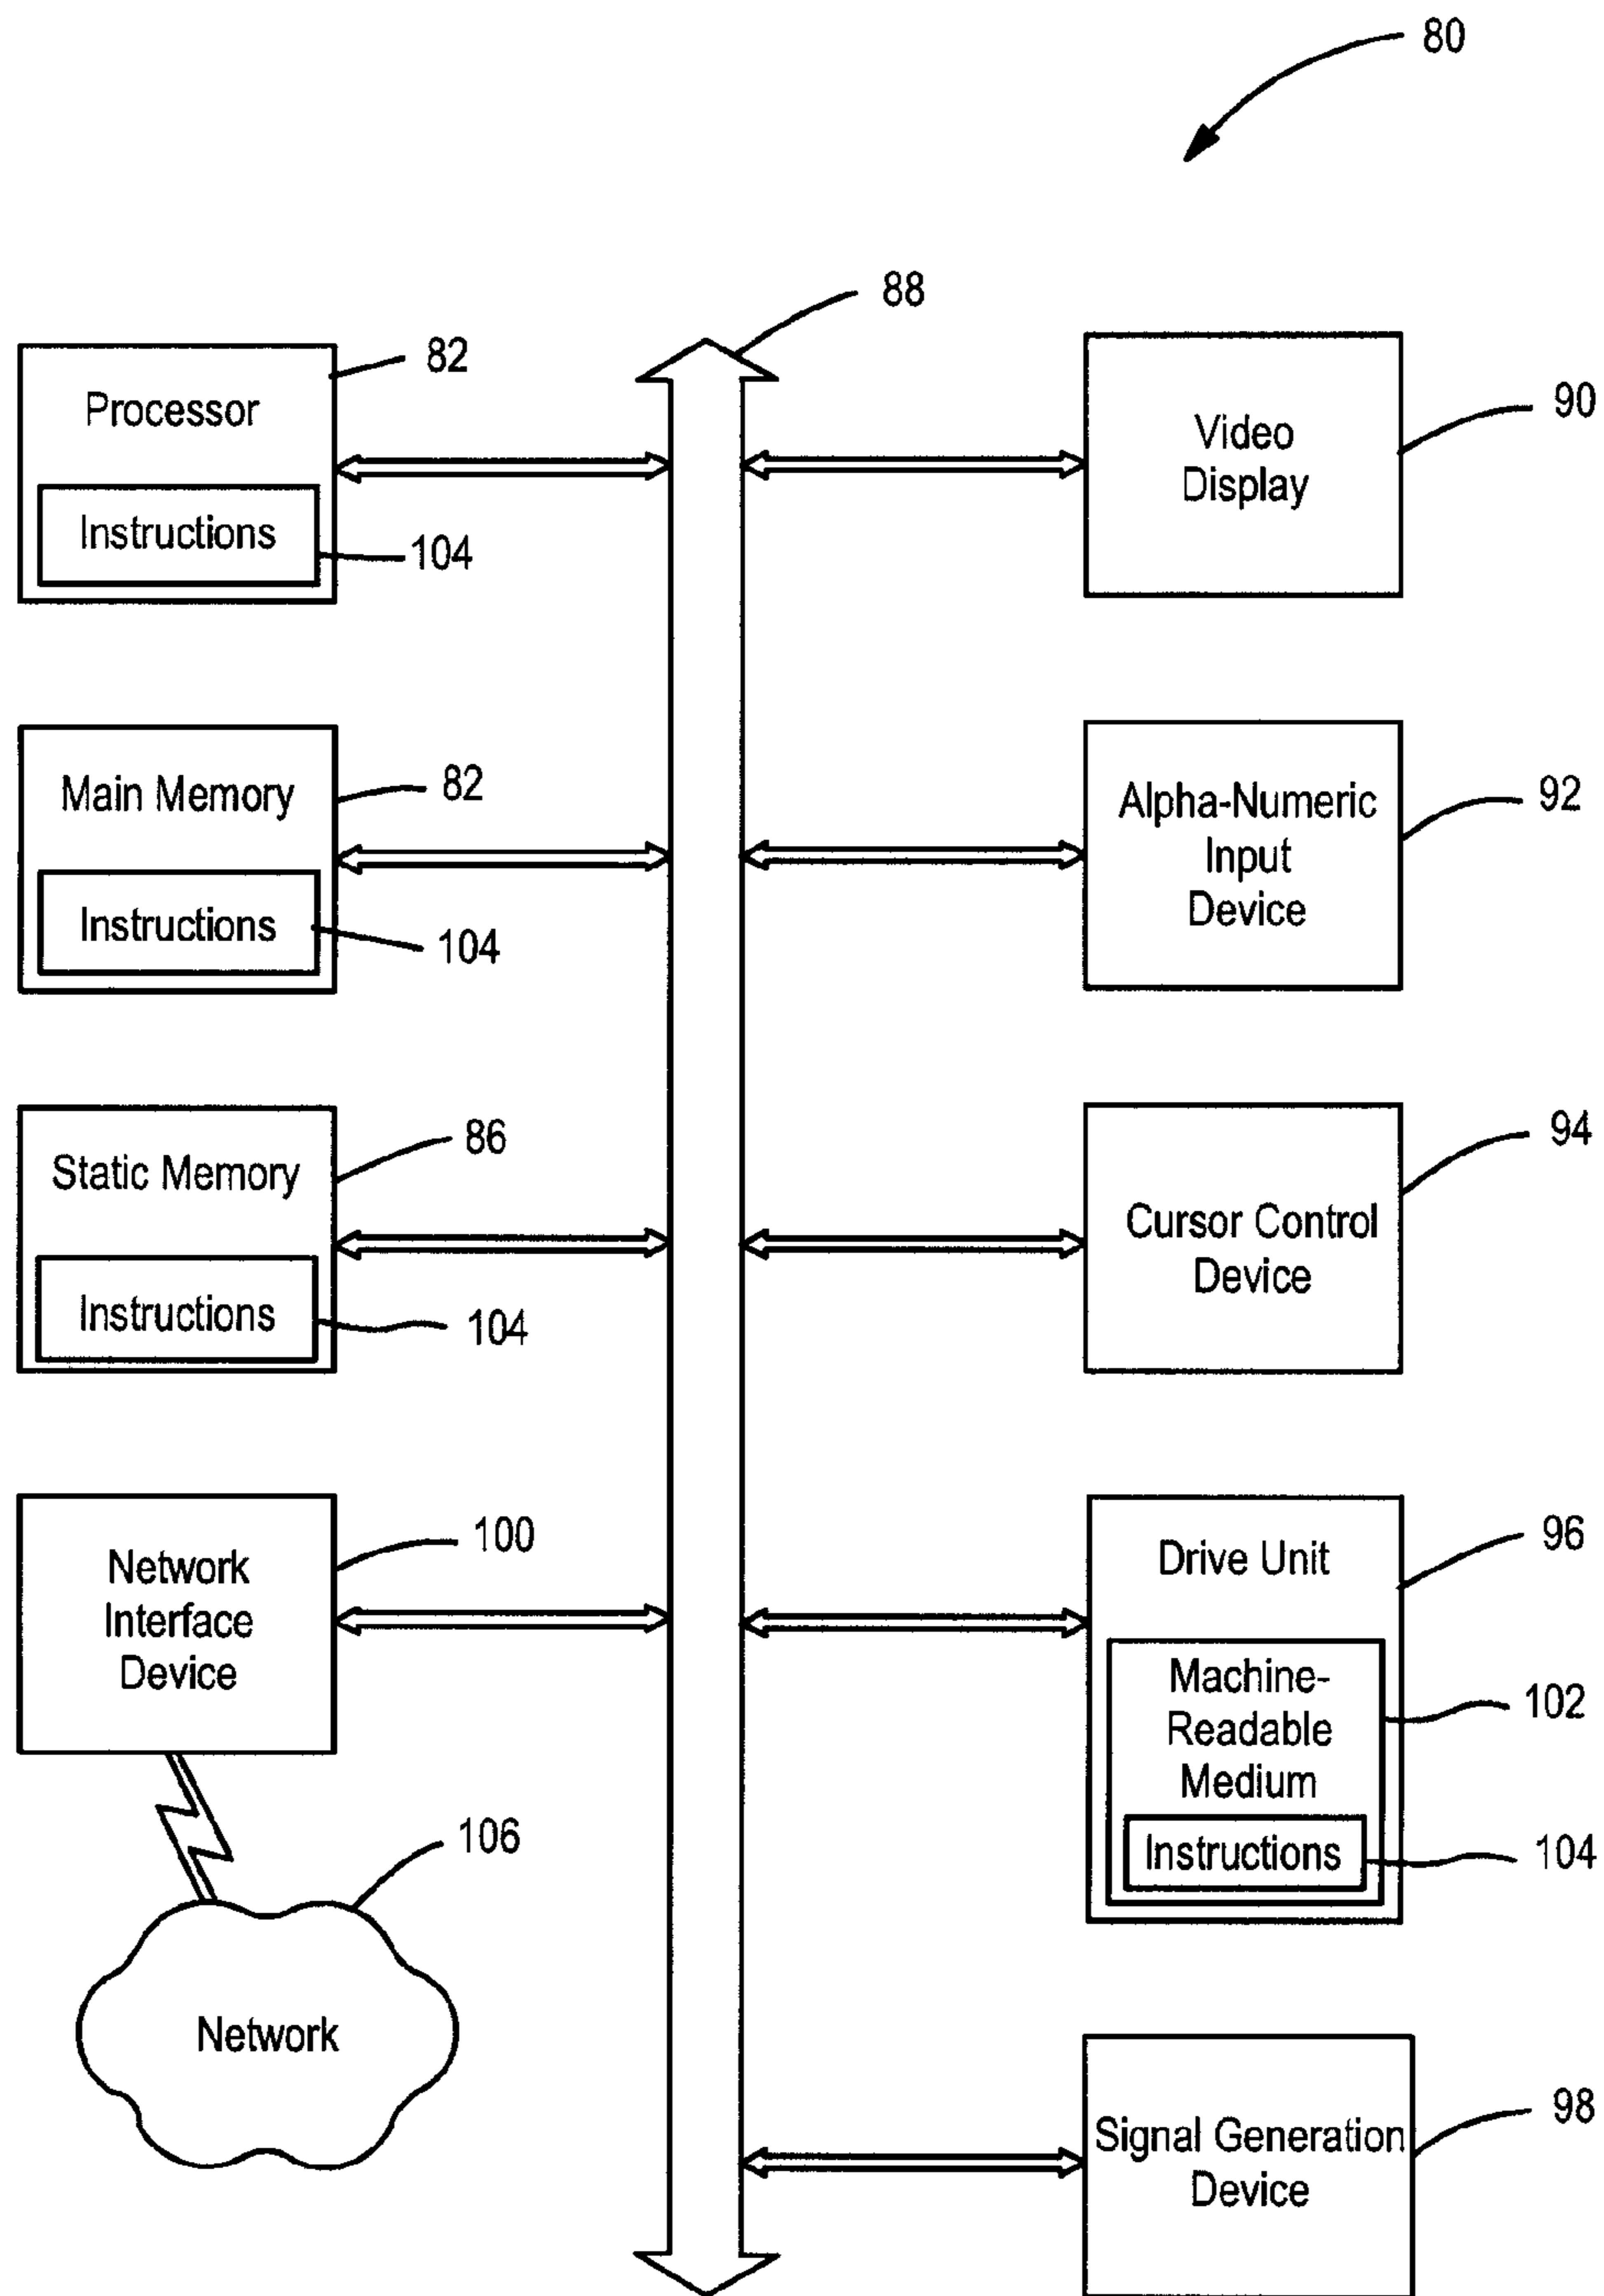 80
88
Processor
82
Instructions
104
Main Memory
82
Instructions
104
Static Memory
86
Instructions
104
Network
Interface
Device
100
106
Network
Video
Display
90
Alpha-Numeric
Input
Device
92
Cursor Control
Device
94
Drive Unit
96
Machine-
Readable
Medium
102
Instructions
104
Signal Generation
Device
98